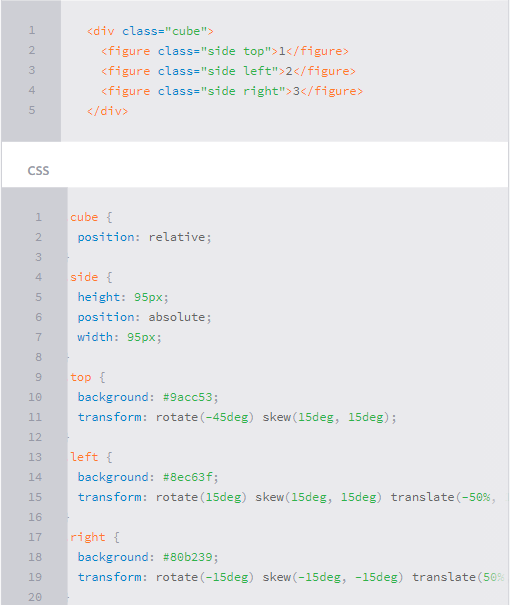 1 <div class="cube">
2 <figure class="side top">1</figure>
3 <figure class="side left">2</figure>
4 <figure class="side right">3</figure>
5 </div>
CSS
1 cube {
2 position: relative;
3
4 side {
5 height: 95px;
6 position: absolute;
7 width: 95px;
8
9 top {
10 background: #9acc53;
11 transform: rotate(-45deg) skew(15deg, 15deg);
12
13 left {
14 background: #8ec63f;
15 transform: rotate(15deg) skew(15deg, 15deg) translate(-50%,
16
17 right {
18 background: #80b239;
19 transform: rotate(-15deg) skew(-15deg, -15deg) translate(50%
20